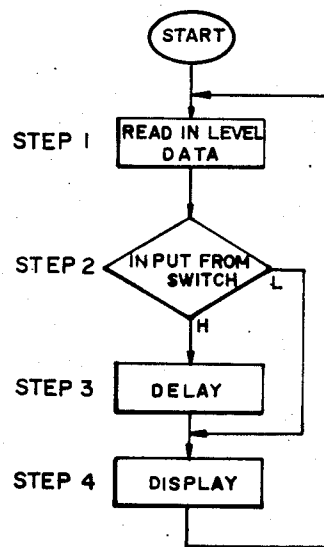 START
STEP 1
READ IN LEVEL
DATA
STEP 2
INPUT FROM
SWITCH
L
H
STEP 3
DELAY
STEP 4
DISPLAY